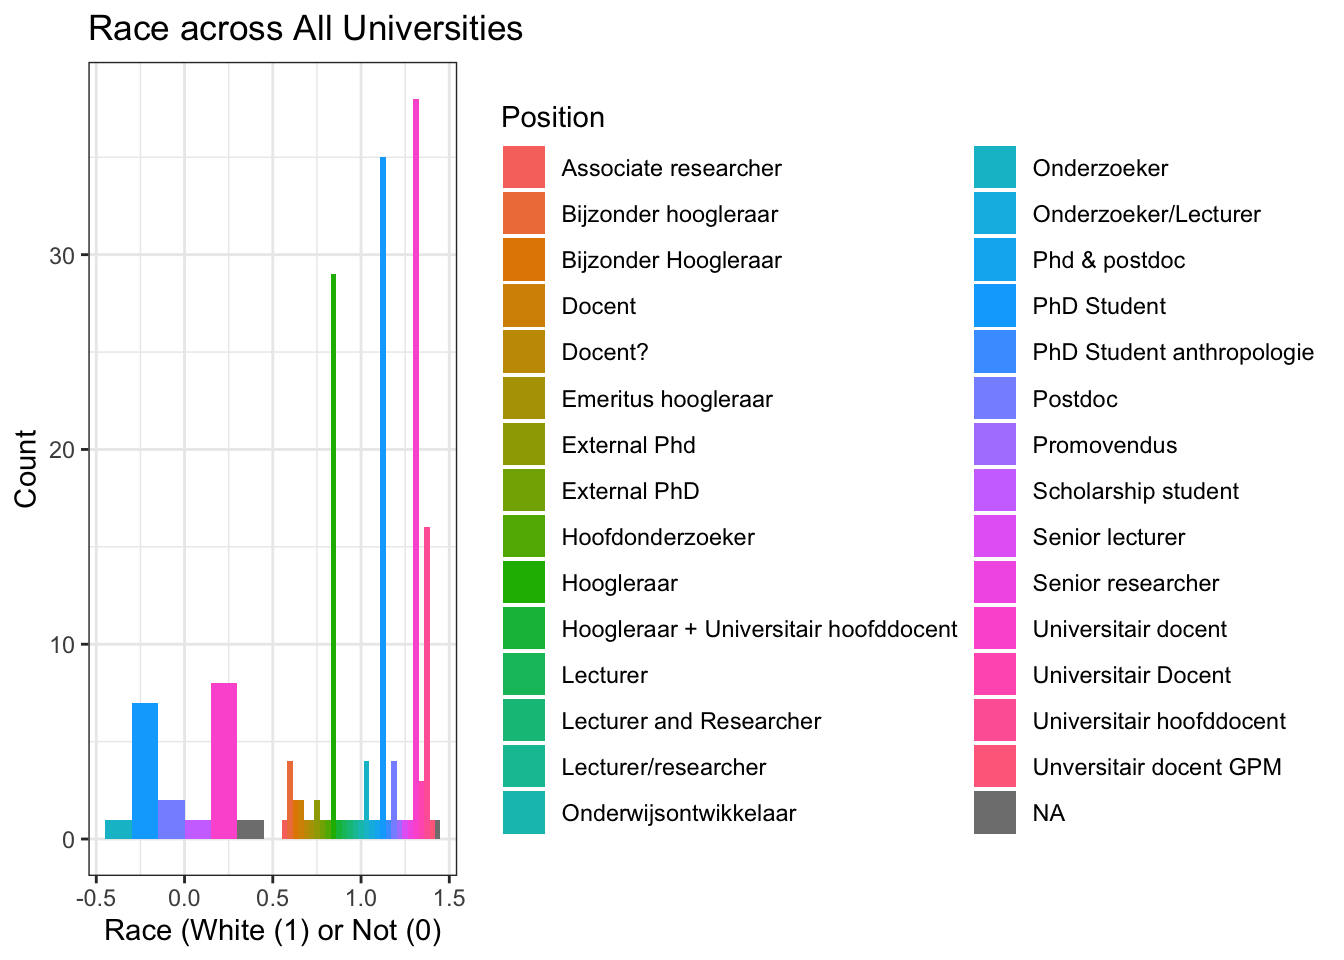 Race across All Universities
Count
30
20
10
0
-0.5 0.0 0.5 1.0 1.5
Race (White (1) or Not (0)
Position
Associate researcher
Bijzonder hoogleraar
Bijzonder Hoogleraar
Docent
Docent?
Emeritus hoogleraar
External Phd
External PhD
Hoofdonderzoeker
Hoogleraar
Hoogleraar + Universitair hoofddocent
Lecturer
Lecturer and Researcher
Lecturer/researcher
Onderwijsontwikkelaar
Onderzoeker
Onderzoeker/Lecturer
Phd & postdoc
PhD Student
PhD Student anthropologie
Postdoc
Promovendus
Scholarship student
Senior lecturer
Senior researcher
Universitair docent
Universitair Docent
Universitair hoofddocent
Unversitair docent GPM
NA